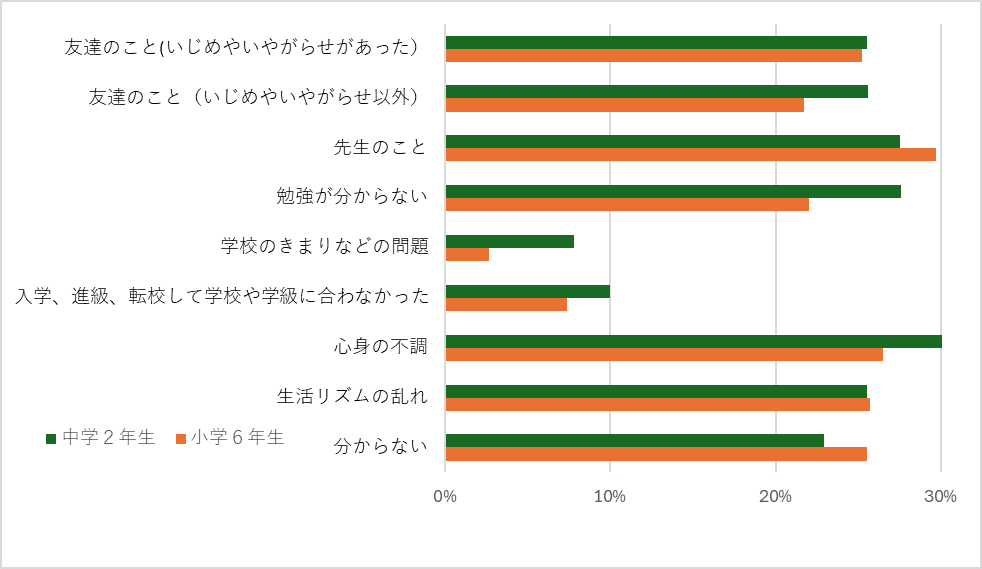 友達のこと(いじめやいやがらせがあった）
友達のこと（いじめやいやがらせ以外）
先生のこと
勉強が分からない
学校のきまりなどの問題
入学、進級、転校して学校や学級に合わなかった
心身の不調
生活リズムの乱れ
分からない
中学２年生 小学６年生
0% 10% 20% 30%